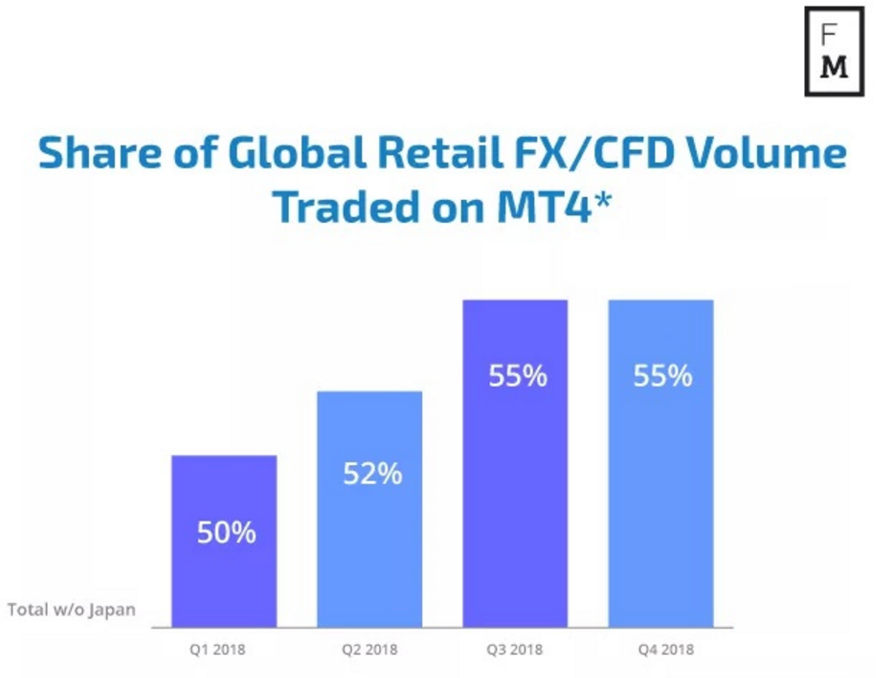 F
M
Share of Global Retail FX/CFD Volume
Traded on MT4*
55%
55%
52%
50%
Total w/o Japan
Q1 2018
Q2 2018
Q3 2018
Q4 2018